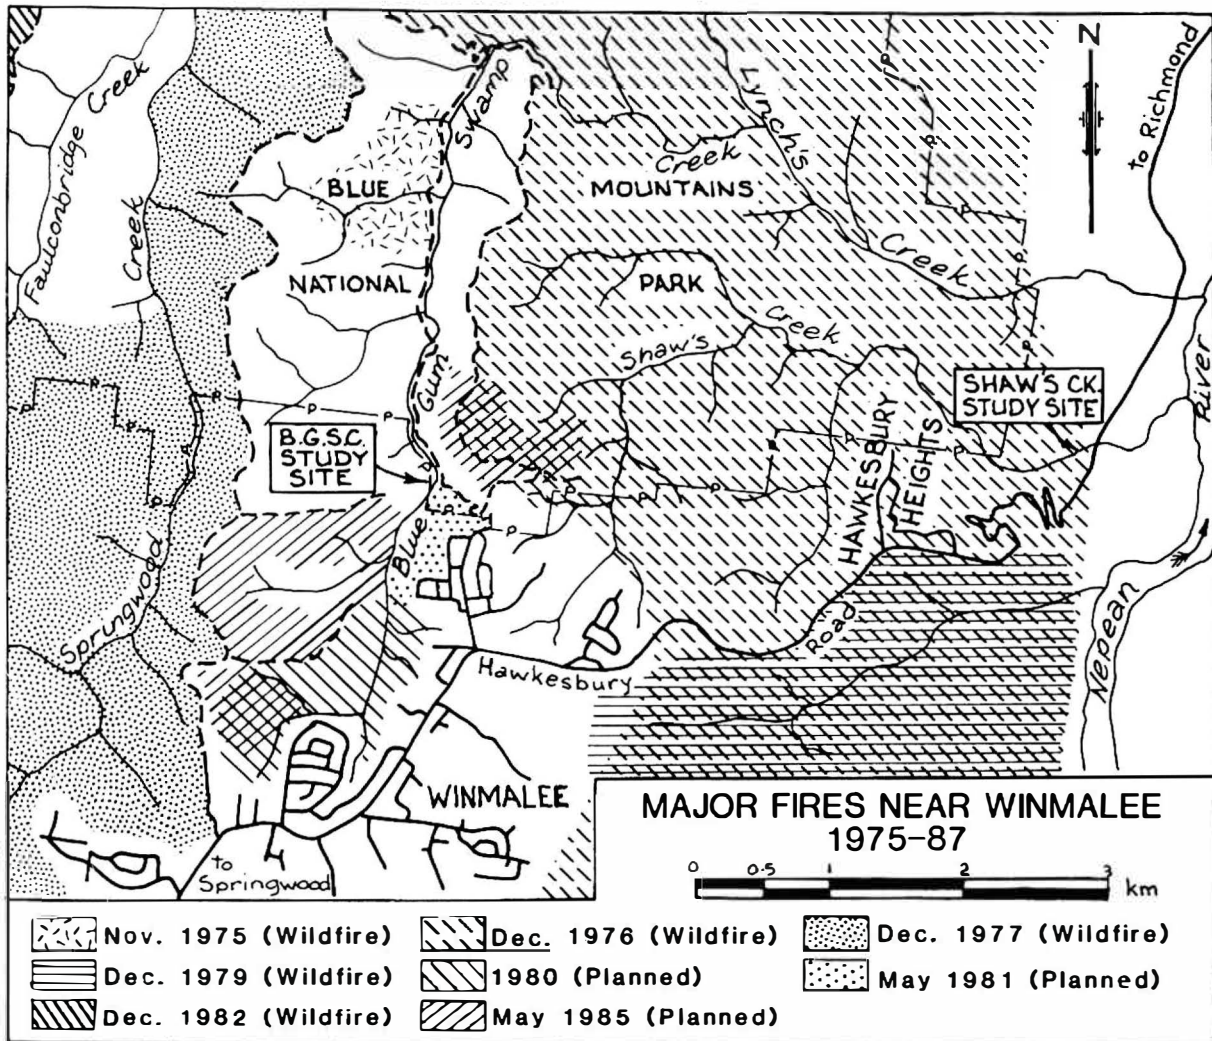 Faulconbridge Creek
Creek
Springwood
Swamp
Gum
Blue
BLUE
MOUNTAINS
NATIONAL
PARK
Lynch's
Creek
Creek
Shaw's
Creek
N
to Richmond
River
Nepean
SHAW'S CK.
STUDY SITE
B.G.S.C.
STUDY
SITE
HAWKESBURY
HEIGHTS
Hawkesbury
Road
WINMALEE
to
Springwood
P P P P P P P P P P P P P
MAJOR FIRES NEAR WINMALEE
1975-87
0 0.5 1 2 3 km
Nov. 1975 (Wildfire)
Dec. 1976 (Wildfire)
Dec. 1977 (Wildfire)
Dec. 1979 (Wildfire)
1980 (Planned)
May 1981 (Planned)
Dec. 1982 (Wildfire)
May 1985 (Planned)